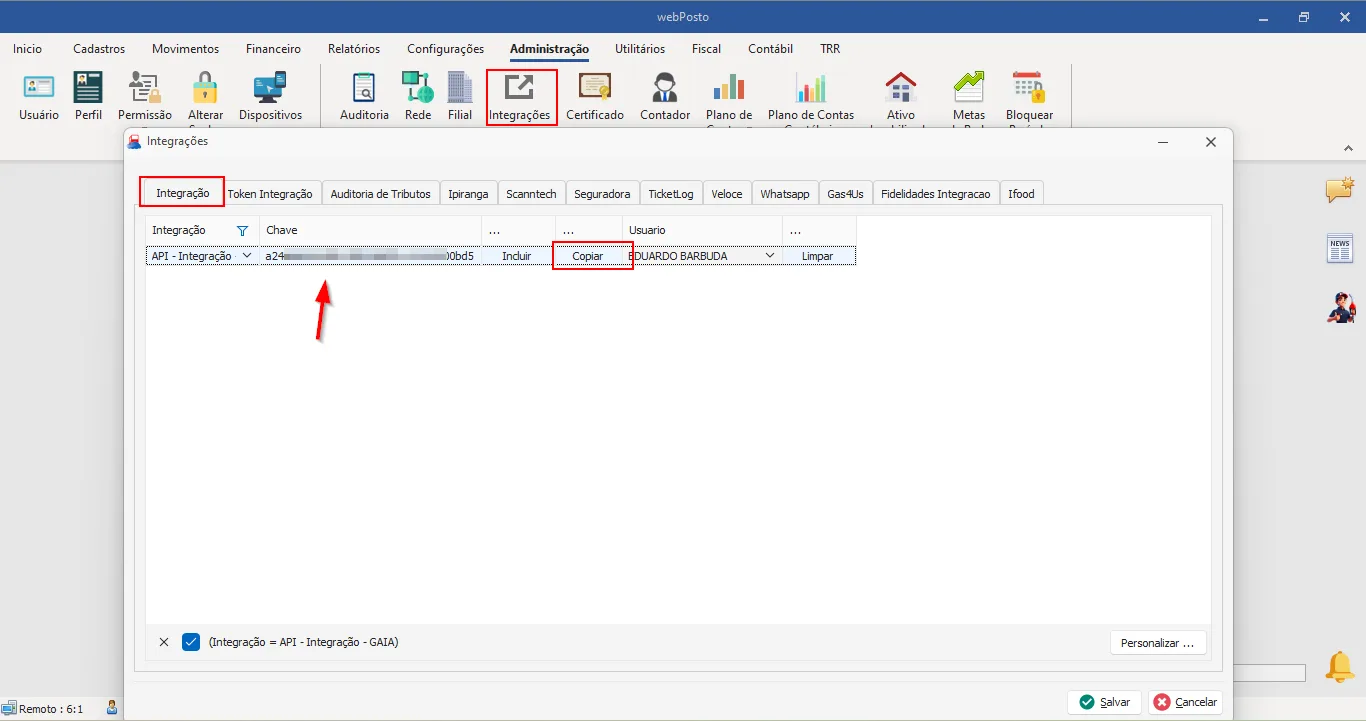 webPosto
Inicio Cadastros Movimentos Financeiro Relatórios Configurações Administração Utilitários Fiscal Contábil TRR
Usuário Perfil Permissão Alterar Dispositivos Auditoria Rede Filial Integrações Certificado Contador Plano de Plano de Contas Ativo Metas Bloquear
Integrações
Integração Token Integração Auditoria de Tributos Ipiranga Scanntech Seguradora TicketLog Veloce Whatsapp Gas4Us Fidelidades Integracao Ifood
Integração Chave ... ... Usuario ...
API - Integração a24 00bd5 Incluir Copiar EDUARDO BARBUDA Limpar
NEWS
(Integração = API - Integração - GAIA) Personalizar ...
Remoto : 6:1 Salvar Cancelar